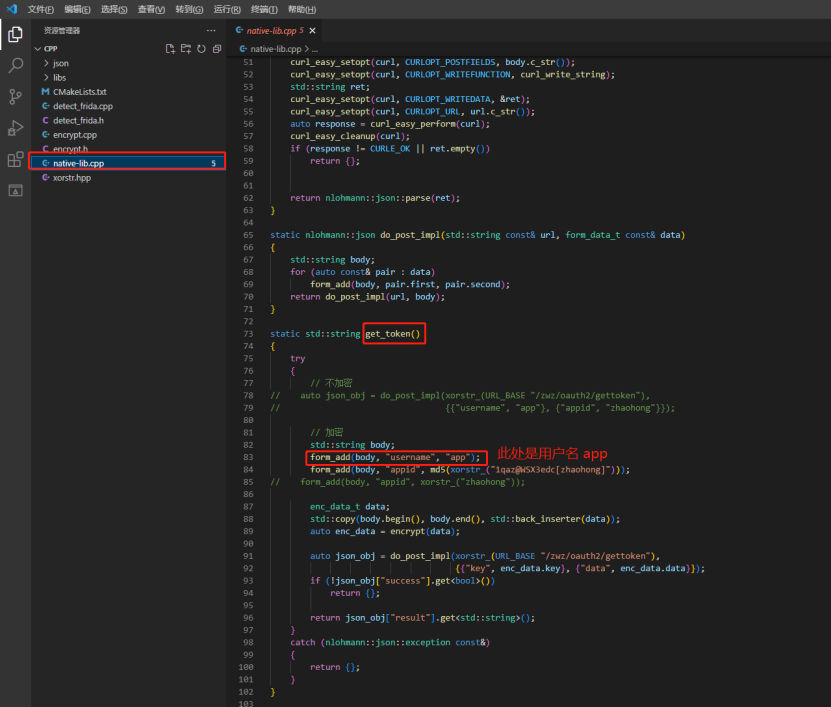 文件(F) 编辑(E) 选择(S) 查看(V) 转到(G) 运行(R) 终端(T) 帮助(H)
资源管理器 ...
CPP
json
libs
CMakeLists.txt
detect_frida.cpp
detect_frida.h
encrypt.cpp
encrypt.h
native-lib.cpp 5
xorstr.hpp
native-lib.cpp 5
native-lib.cpp > ...
51 curl_easy_setopt(curl, CURLOPT_POSTFIELDS, body.c_str());
52 curl_easy_setopt(curl, CURLOPT_WRITEFUNCTION, curl_write_string);
53 std::string ret;
54 curl_easy_setopt(curl, CURLOPT_WRITEDATA, &ret);
55 curl_easy_setopt(curl, CURLOPT_URL, url.c_str());
56 auto response = curl_easy_perform(curl);
57 curl_easy_cleanup(curl);
58 if (response != CURLE_OK || ret.empty())
59 return {};
60
61
62 return nlohmann::json::parse(ret);
63 }
64
65 static nlohmann::json do_post_impl(std::string const& url, form_data_t const& data)
66 {
67 std::string body;
68 for (auto const& pair : data)
69 form_add(body, pair.first, pair.second);
70 return do_post_impl(url, body);
71 }
72
73 static std::string get_token()
74 {
75 try
76 {
77 // 不加密
78 // auto json_obj = do_post_impl(xorstr_(URL_BASE "/zwz/oauth2/gettoken"),
79 // {{"username", "app"}, {"appid", "zhaohong"}});
80
81 // 加密
82 std::string body;
83 form_add(body, "username", "app"); 此处是用户名 app
84 form_add(body, "appid", md5(xorstr_("1qaz@WSX3edc[zhaohong]")));
85 // form_add(body, "appid", xorstr_("zhaohong"));
86
87 enc_data_t data;
88 std::copy(body.begin(), body.end(), std::back_inserter(data));
89 auto enc_data = encrypt(data);
90
91 auto json_obj = do_post_impl(xorstr_(URL_BASE "/zwz/oauth2/gettoken"),
92 {{"key", enc_data.key}, {"data", enc_data.data}});
93 if (!json_obj["success"].get<bool>())
94 return {};
95
96 return json_obj["result"].get<std::string>();
97 }
98 catch (nlohmann::json::exception const&)
99 {
100 return {};
101 }
102 }
103